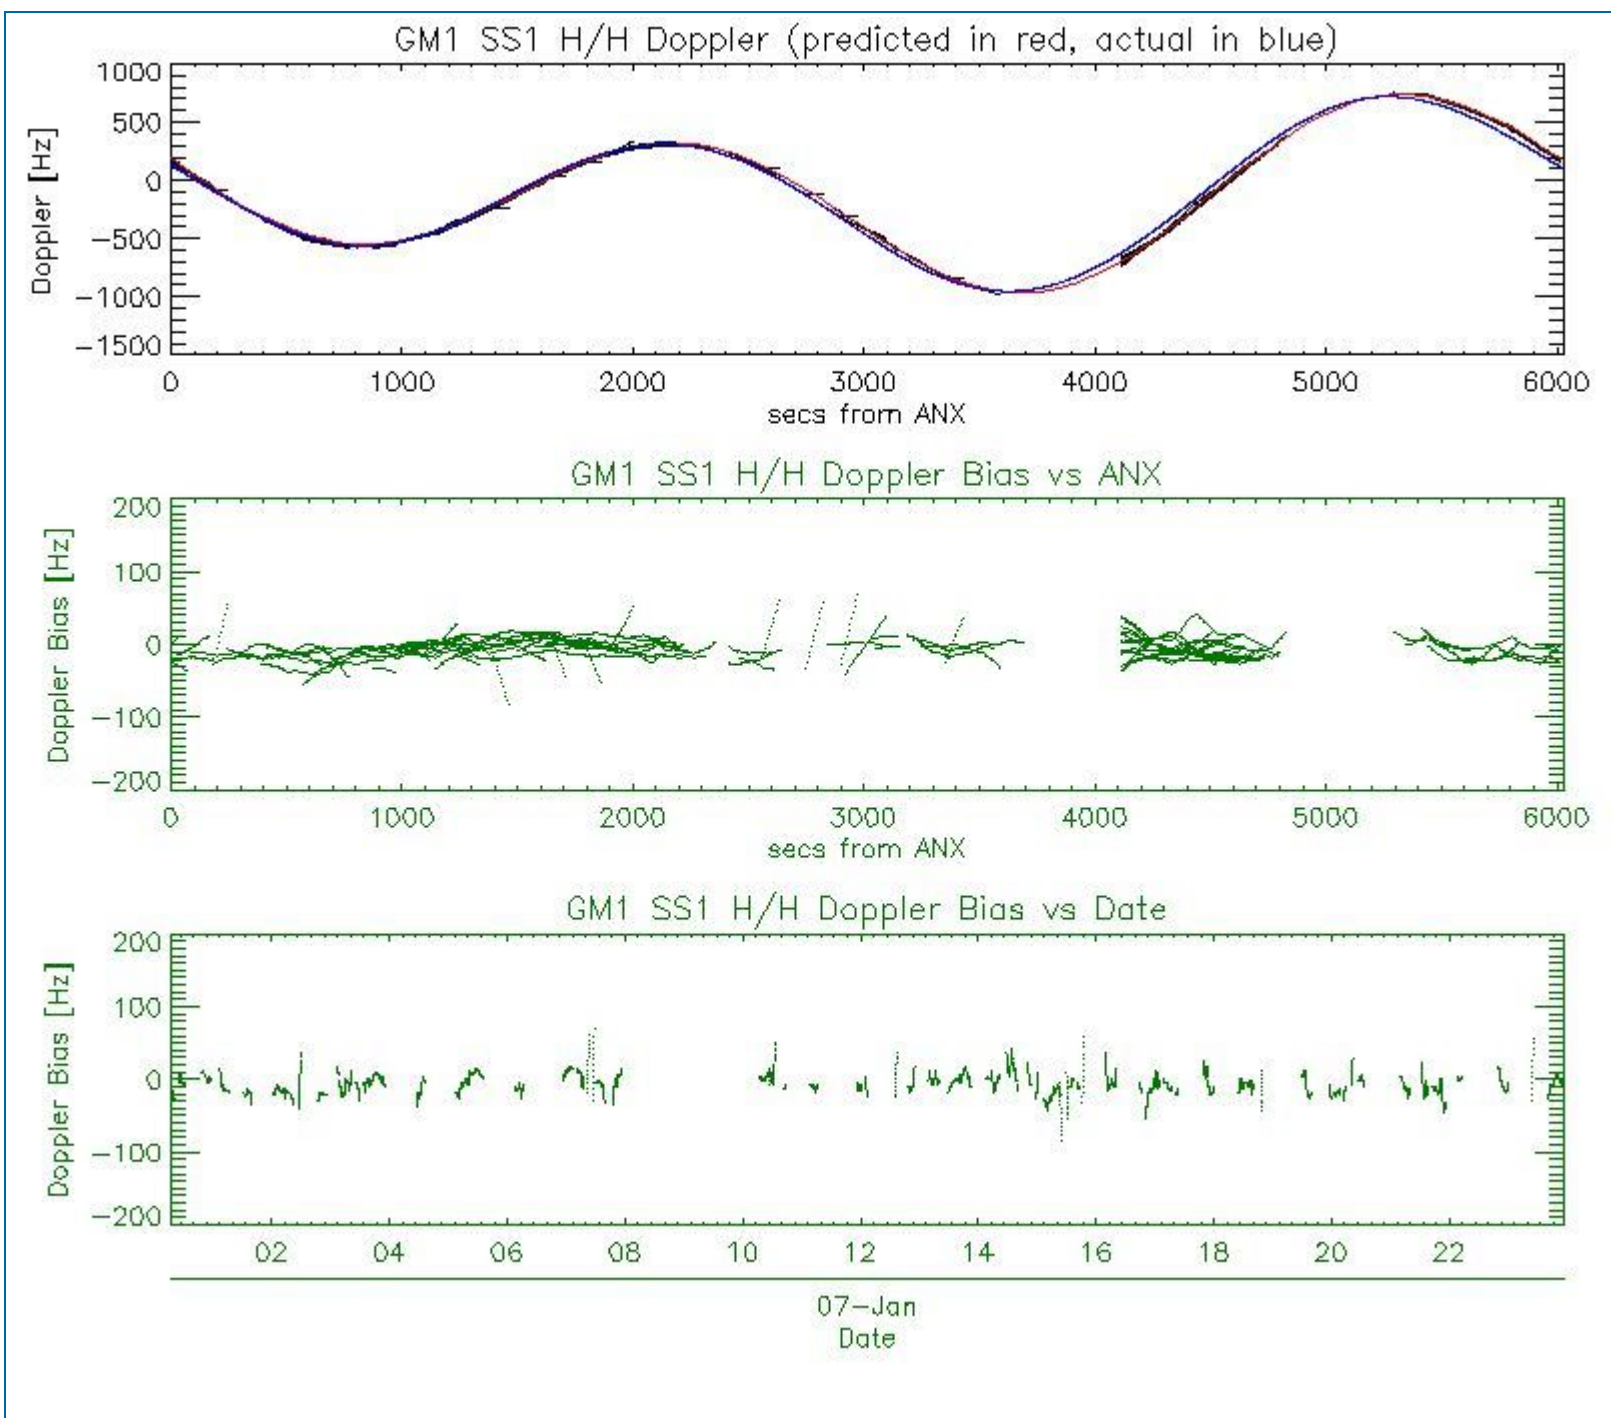 GM1 SS1 H/H Doppler (predicted in red, actual in blue)
1000
500
0
-500
-1000
-1500
Doppler [Hz]
0 1000 2000 3000 4000 5000 6000
secs from ANX
GM1 SS1 H/H Doppler Bias vs ANX
200
100
0
-100
-200
Doppler Bias [Hz]
0 1000 2000 3000 4000 5000 6000
secs from ANX
GM1 SS1 H/H Doppler Bias vs Date
200
100
0
-100
-200
Doppler Bias [Hz]
02 04 06 08 10 12 14 16 18 20 22
07-Jan
Date